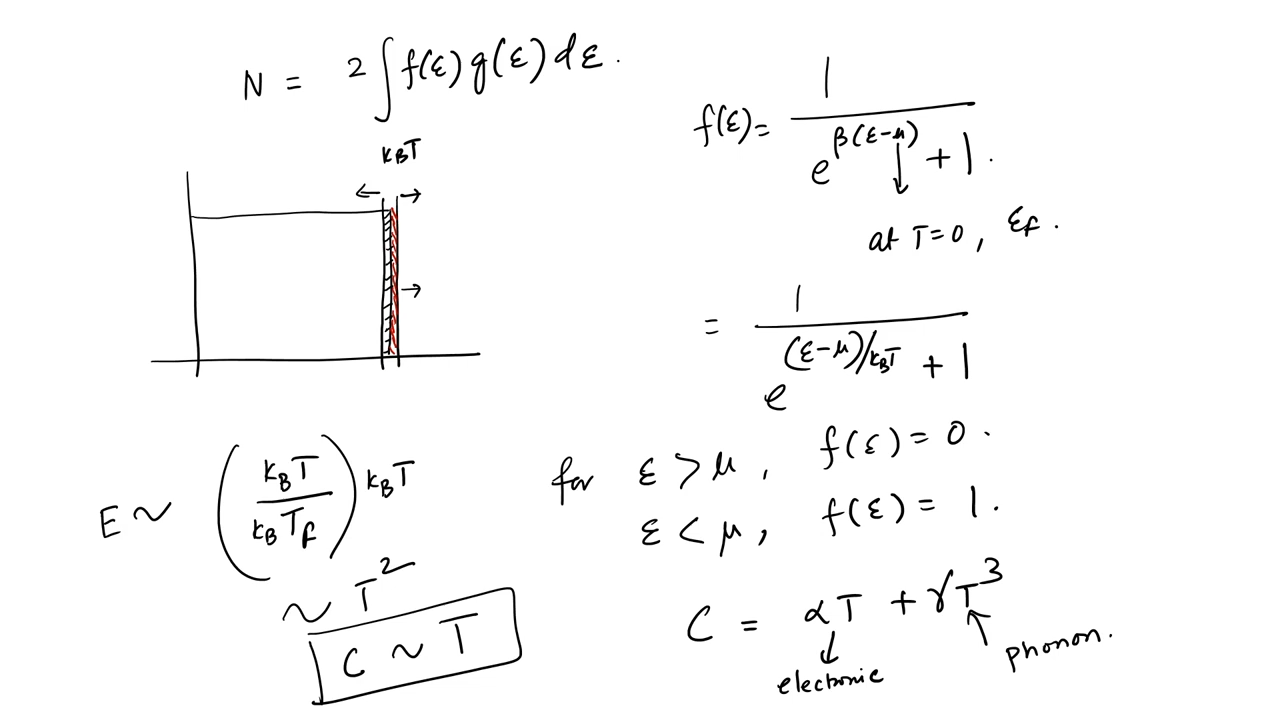 N = 2∫f(ε) g(ε) dε.
k_BT
E ~ (k_BT / k_BT_f) k_BT
~ T²
C ~ T
f(ε) = 1 / (e^{β(ε-μ)} + 1).
at T=0, ε_f.
= 1 / (e^{(ε-μ)/k_BT} + 1)
for ε > μ, f(ε) = 0.
ε < μ, f(ε) = 1.
C = αT + γT³
electronic
phonon.